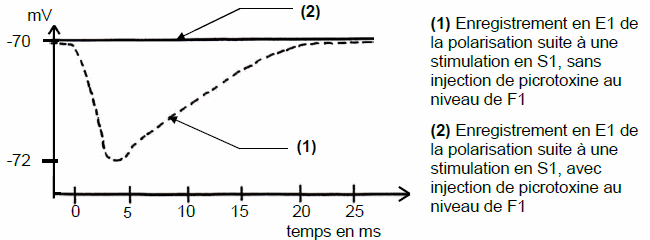 mV
(2)
-70
(1)
-72
0 5 10 15 20 25
temps en ms
(1) Enregistrement en E1 de
la polarisation suite à une
stimulation en S1, sans
injection de picrotoxine au
niveau de F1
(2) Enregistrement en E1 de
la polarisation suite à une
stimulation en S1, avec
injection de picrotoxine au
niveau de F1